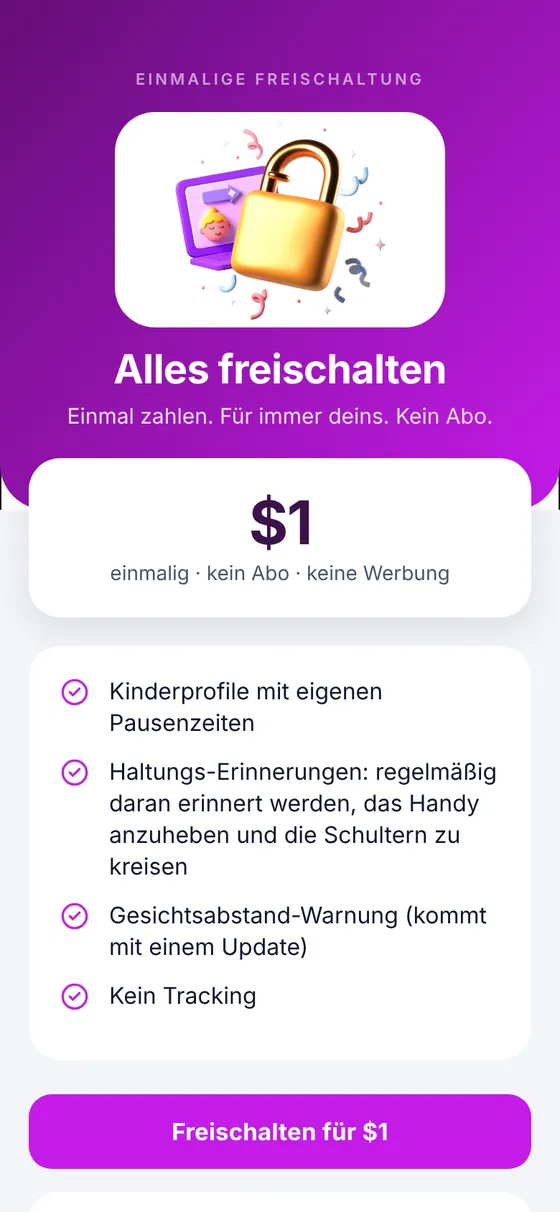 EINMALIGE FREISCHALTUNG
Alles freischalten
Einmal zahlen. Für immer deins. Kein Abo.
$1
einmalig · kein Abo · keine Werbung
Kinderprofile mit eigenen
Pausenzeiten
Haltungs-Erinnerungen: regelmäßig
daran erinnert werden, das Handy
anzuheben und die Schultern zu
kreisen
Gesichtsabstand-Warnung (kommt
mit einem Update)
Kein Tracking
Freischalten für $1